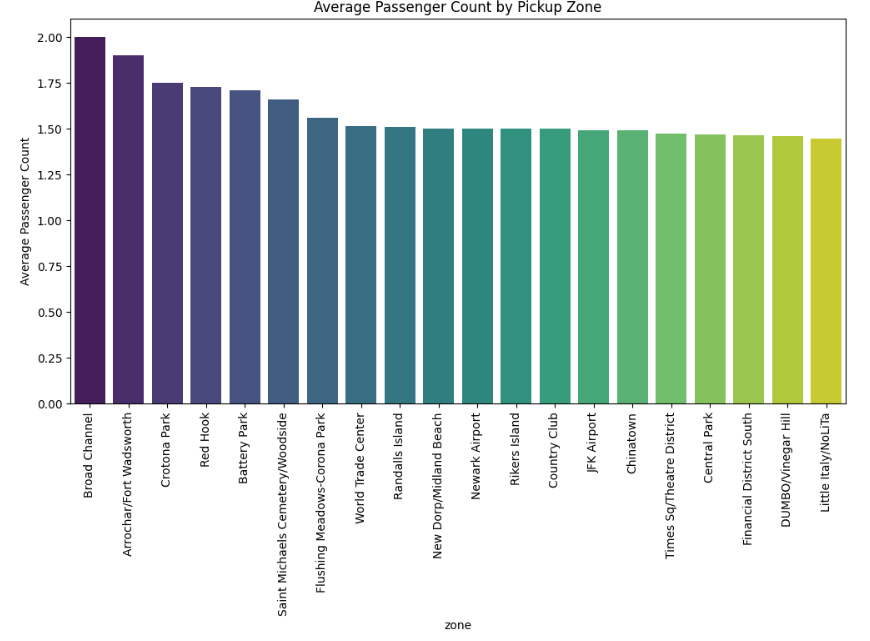 Average Passenger Count by Pickup Zone
Average Passenger Count
2.00
1.75
1.50
1.25
1.00
0.75
0.50
0.25
0.00
Broad Channel
Arrochar/Fort Wadsworth
Crotona Park
Red Hook
Battery Park
Saint Michaels Cemetery/Woodside
Flushing Meadows-Corona Park
World Trade Center
Randalls Island
New Dorp/Midland Beach
Newark Airport
Rikers Island
Country Club
JFK Airport
Chinatown
Times Sq/Theatre District
Central Park
Financial District South
DUMBO/Vinegar Hill
Little Italy/NoLiTa
zone